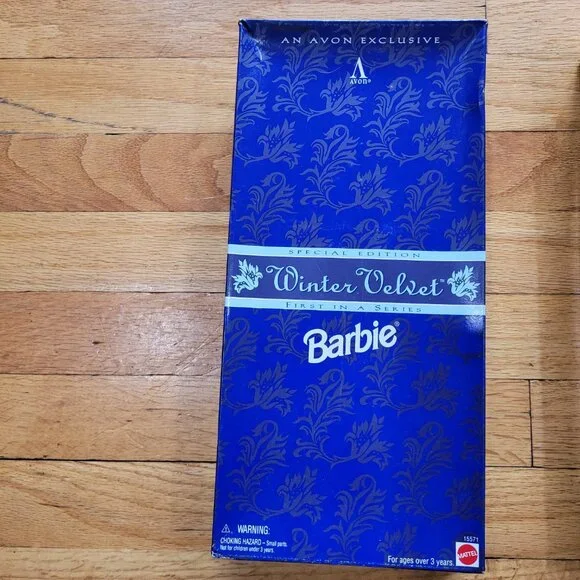 AN AVON EXCLUSIVE
AVON®
SPECIAL EDITION
Winter Velvet™
FIRST IN A SERIES
Barbie®
⚠ WARNING:
CHOKING HAZARD - Small parts.
Not for children under 3 years.
15571
For ages over 3 years.
MATTEL